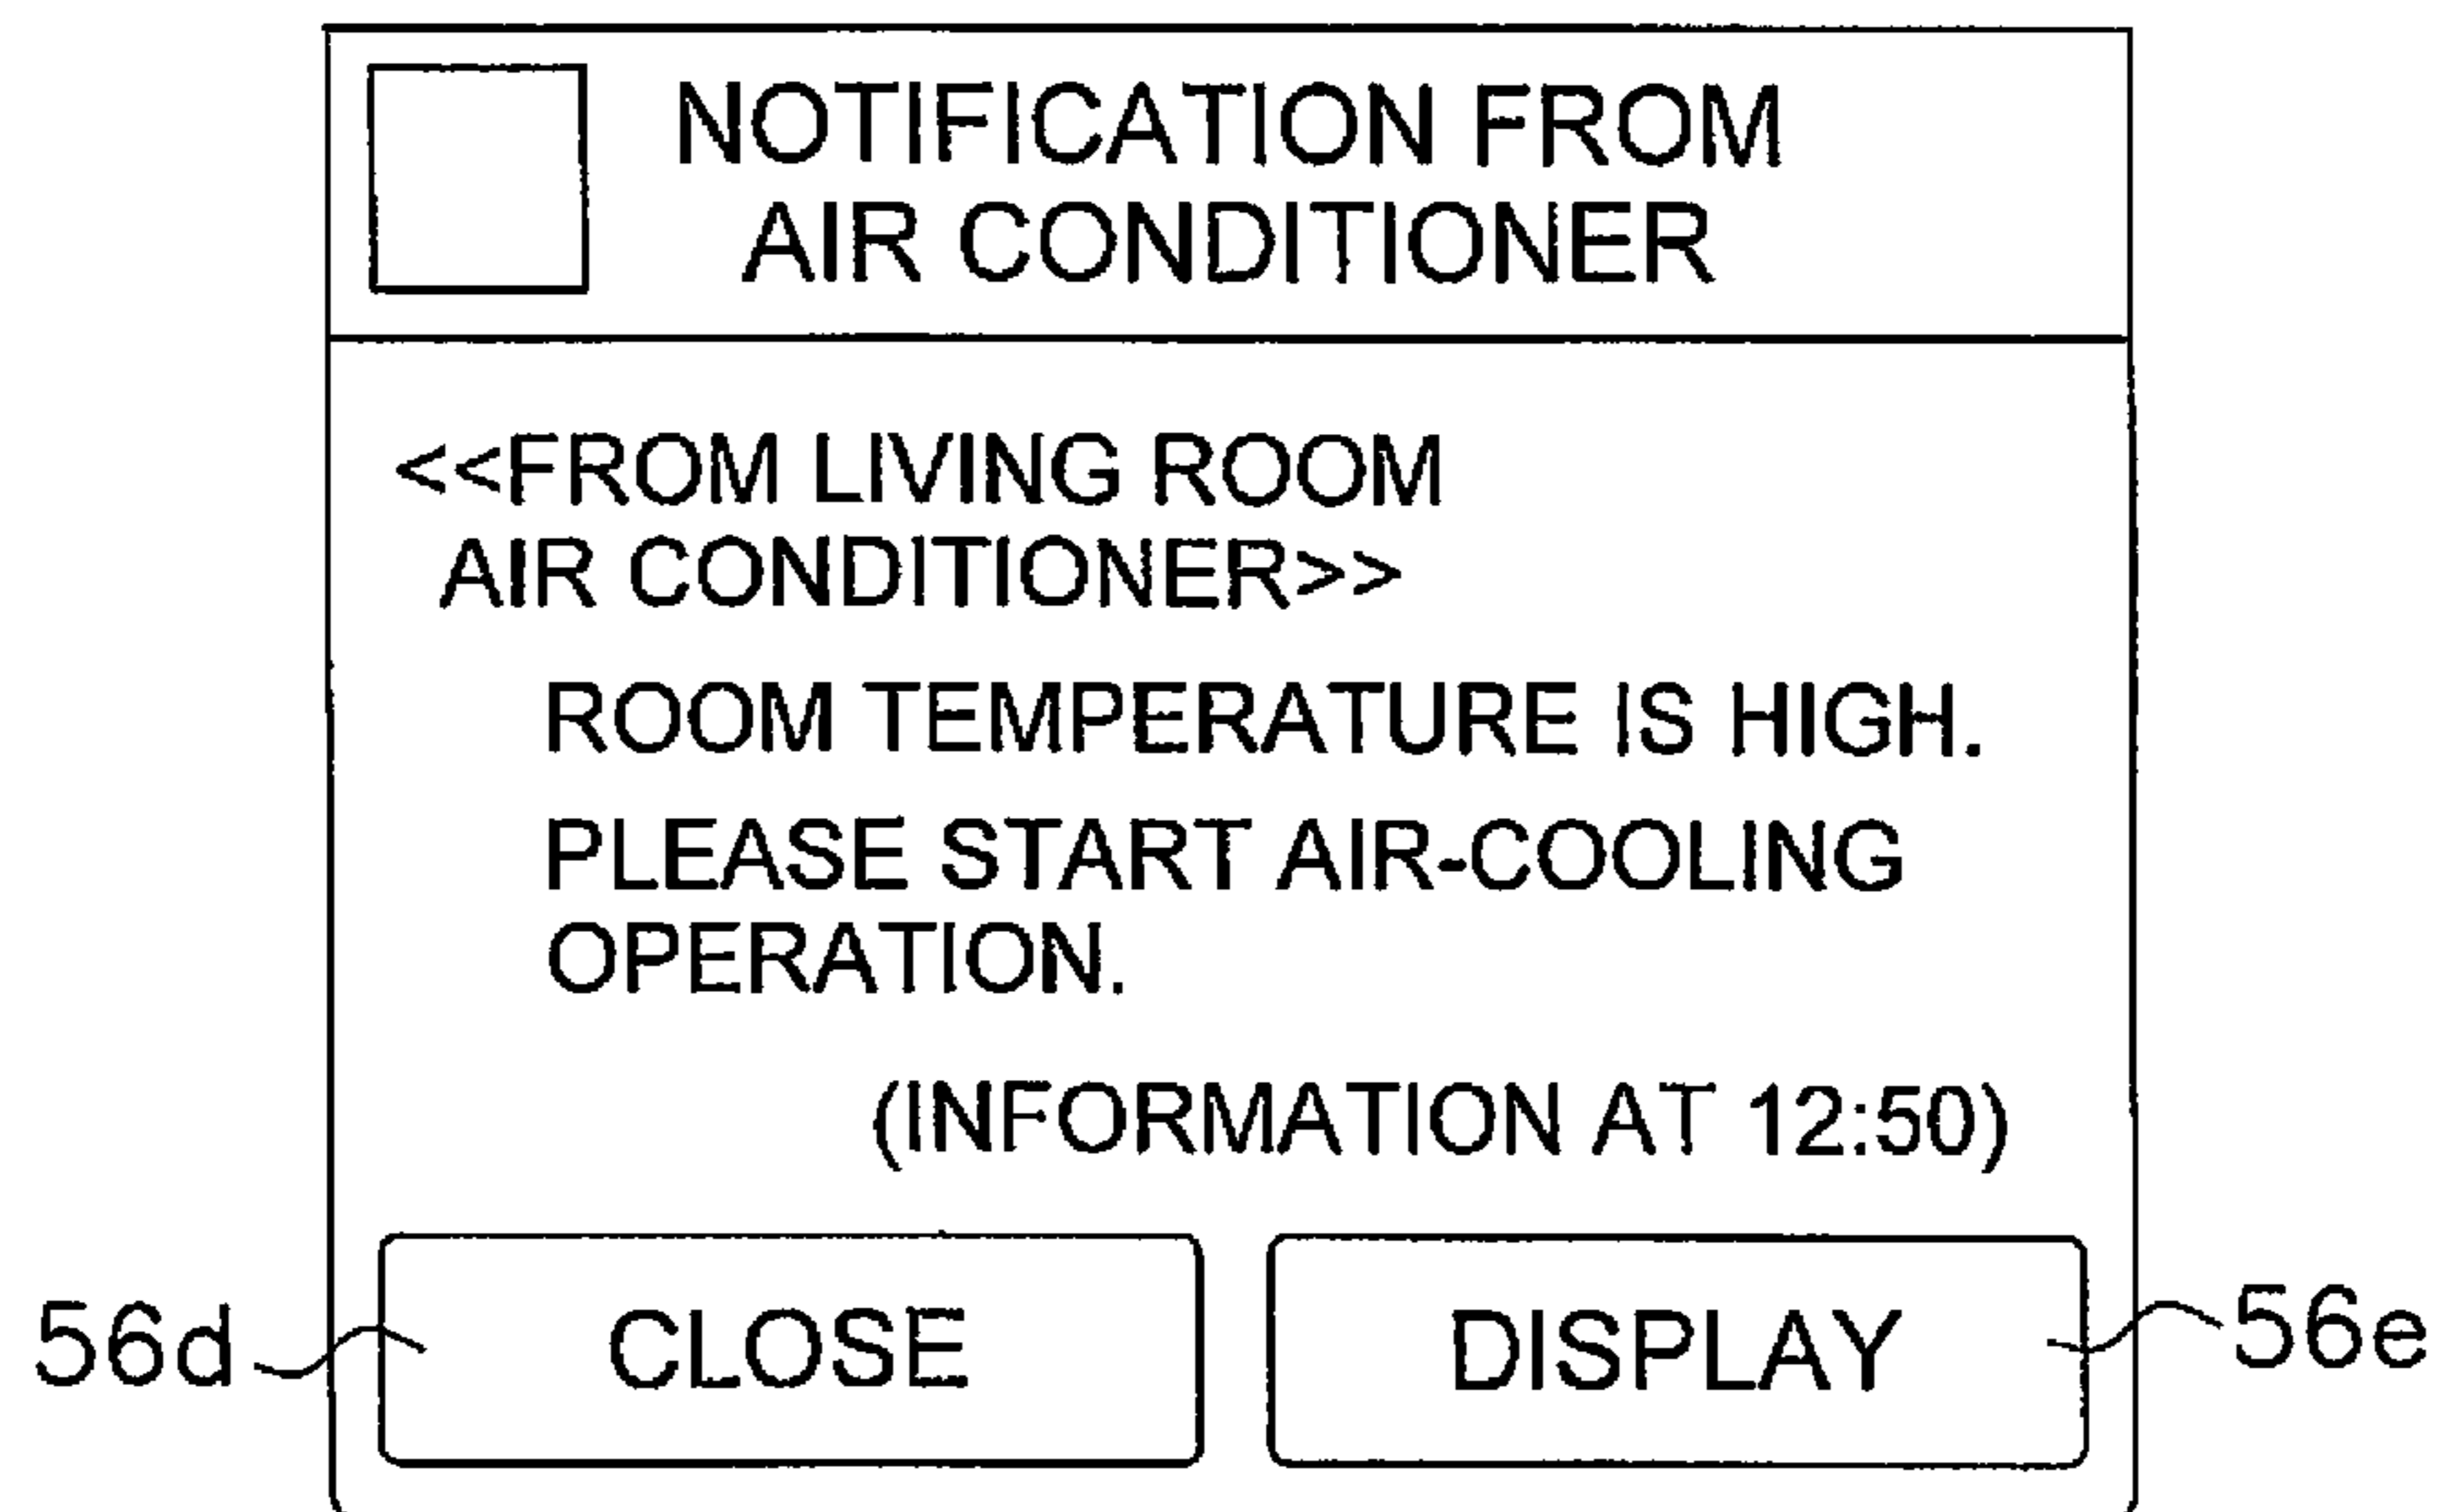 NOTIFICATION FROM
AIR CONDITIONER
<<FROM LIVING ROOM
AIR CONDITIONER>>
ROOM TEMPERATURE IS HIGH.
PLEASE START AIR-COOLING
OPERATION.
(INFORMATION AT 12:50)
56d CLOSE DISPLAY 56e